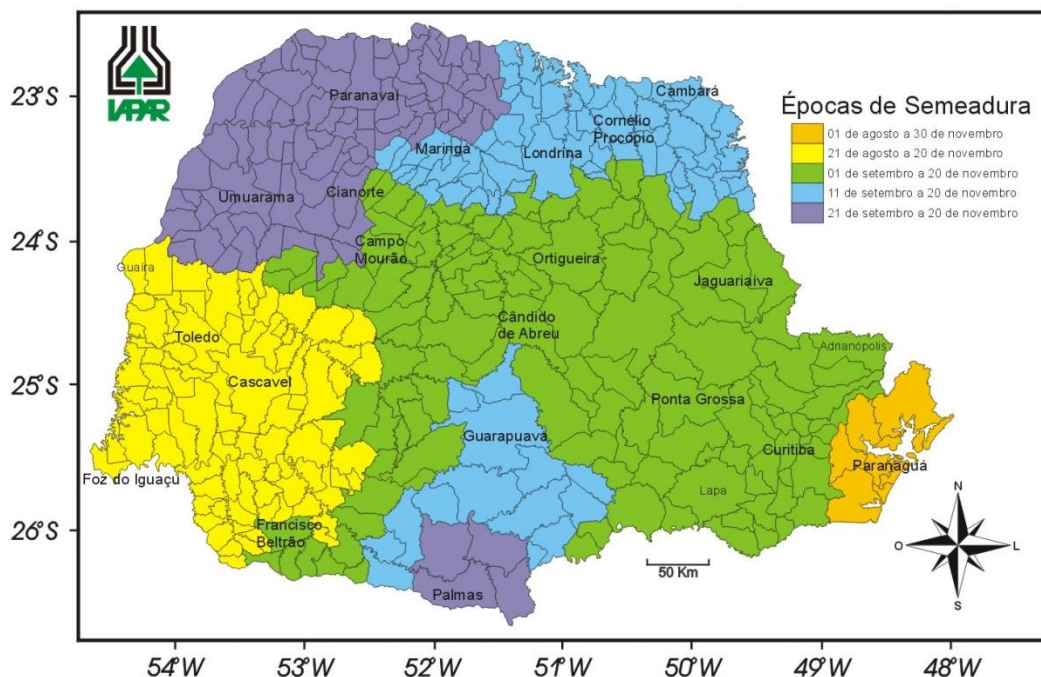 IAPAR
23°S
24°S
25°S
26°S
54°W
53°W
52°W
51°W
50°W
49°W
48°W
Épocas de Semeadura
01 de agosto a 30 de novembro
21 de agosto a 20 de novembro
01 de setembro a 20 de novembro
11 de setembro a 20 de novembro
21 de setembro a 20 de novembro
Paranavaí
Cambará
Cornélio
Procópio
Maringá
Londrina
Umuarama
Cianorte
Campo
Mourão
Ortigueira
Guaira
Jaguariaíva
Toledo
Cândido
de Abreu
Adrianópolis
Cascavel
Ponta Grossa
Guarapuava
Curitiba
Paranaguá
Foz do Iguaçu
Lapa
Francisco
Beltrão
Palmas
50 Km
N
O
L
S